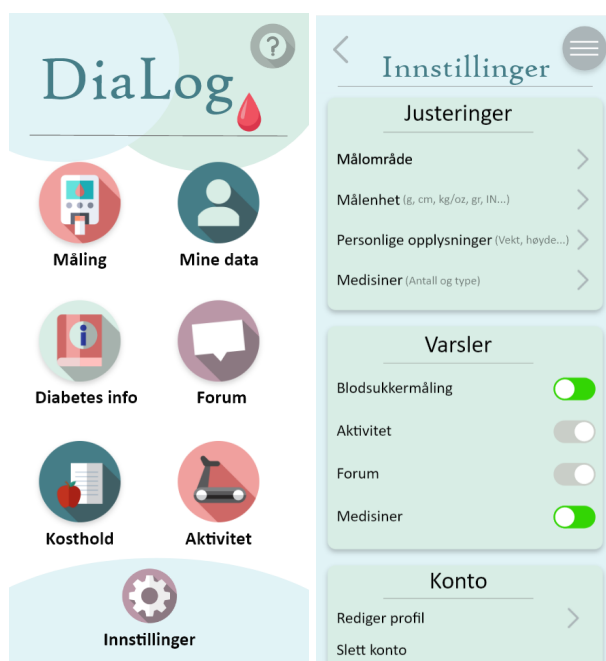 DiaLog
?
Måling
Mine data
i
Diabetes info
Forum
Kosthold
Aktivitet
Innstillinger
Innstillinger
Justeringer
Målområde
Målenhet (g, cm, kg/oz, gr, IN...)
Personlige opplysninger (Vekt, høyde...)
Medisiner (Antall og type)
Varsler
Blodsukkermåling
Aktivitet
Forum
Medisiner
Konto
Rediger profil
Slett konto